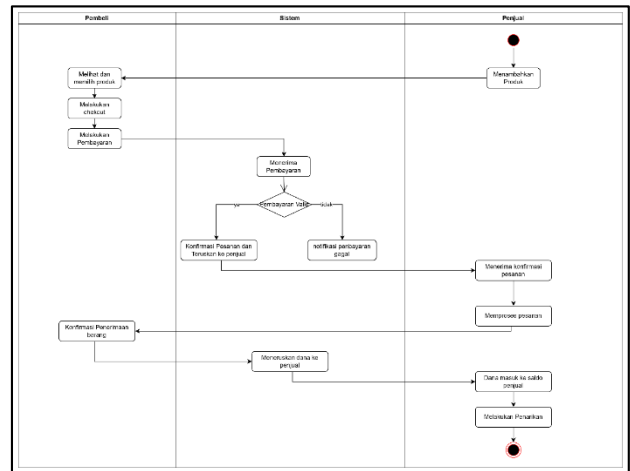 Pembeli
Sistem
Penjual
Menambahkan
Produk
Melihat dan
memilih produk
Melakukan
chekout
Melakukan
Pembayaran
Menerima
Pembayaran
Pembayaran Valid
ya
tidak
Konfirmasi Pesanan dan
Teruskan ke penjual
notifikasi pembayaran
gagal
Menerima konfirmasi
pesanan
Memproses pesanan
Konfirmasi Penerimaan
barang
Meneruskan dana ke
penjual
Dana masuk ke saldo
penjual
Melakukan Penarikan